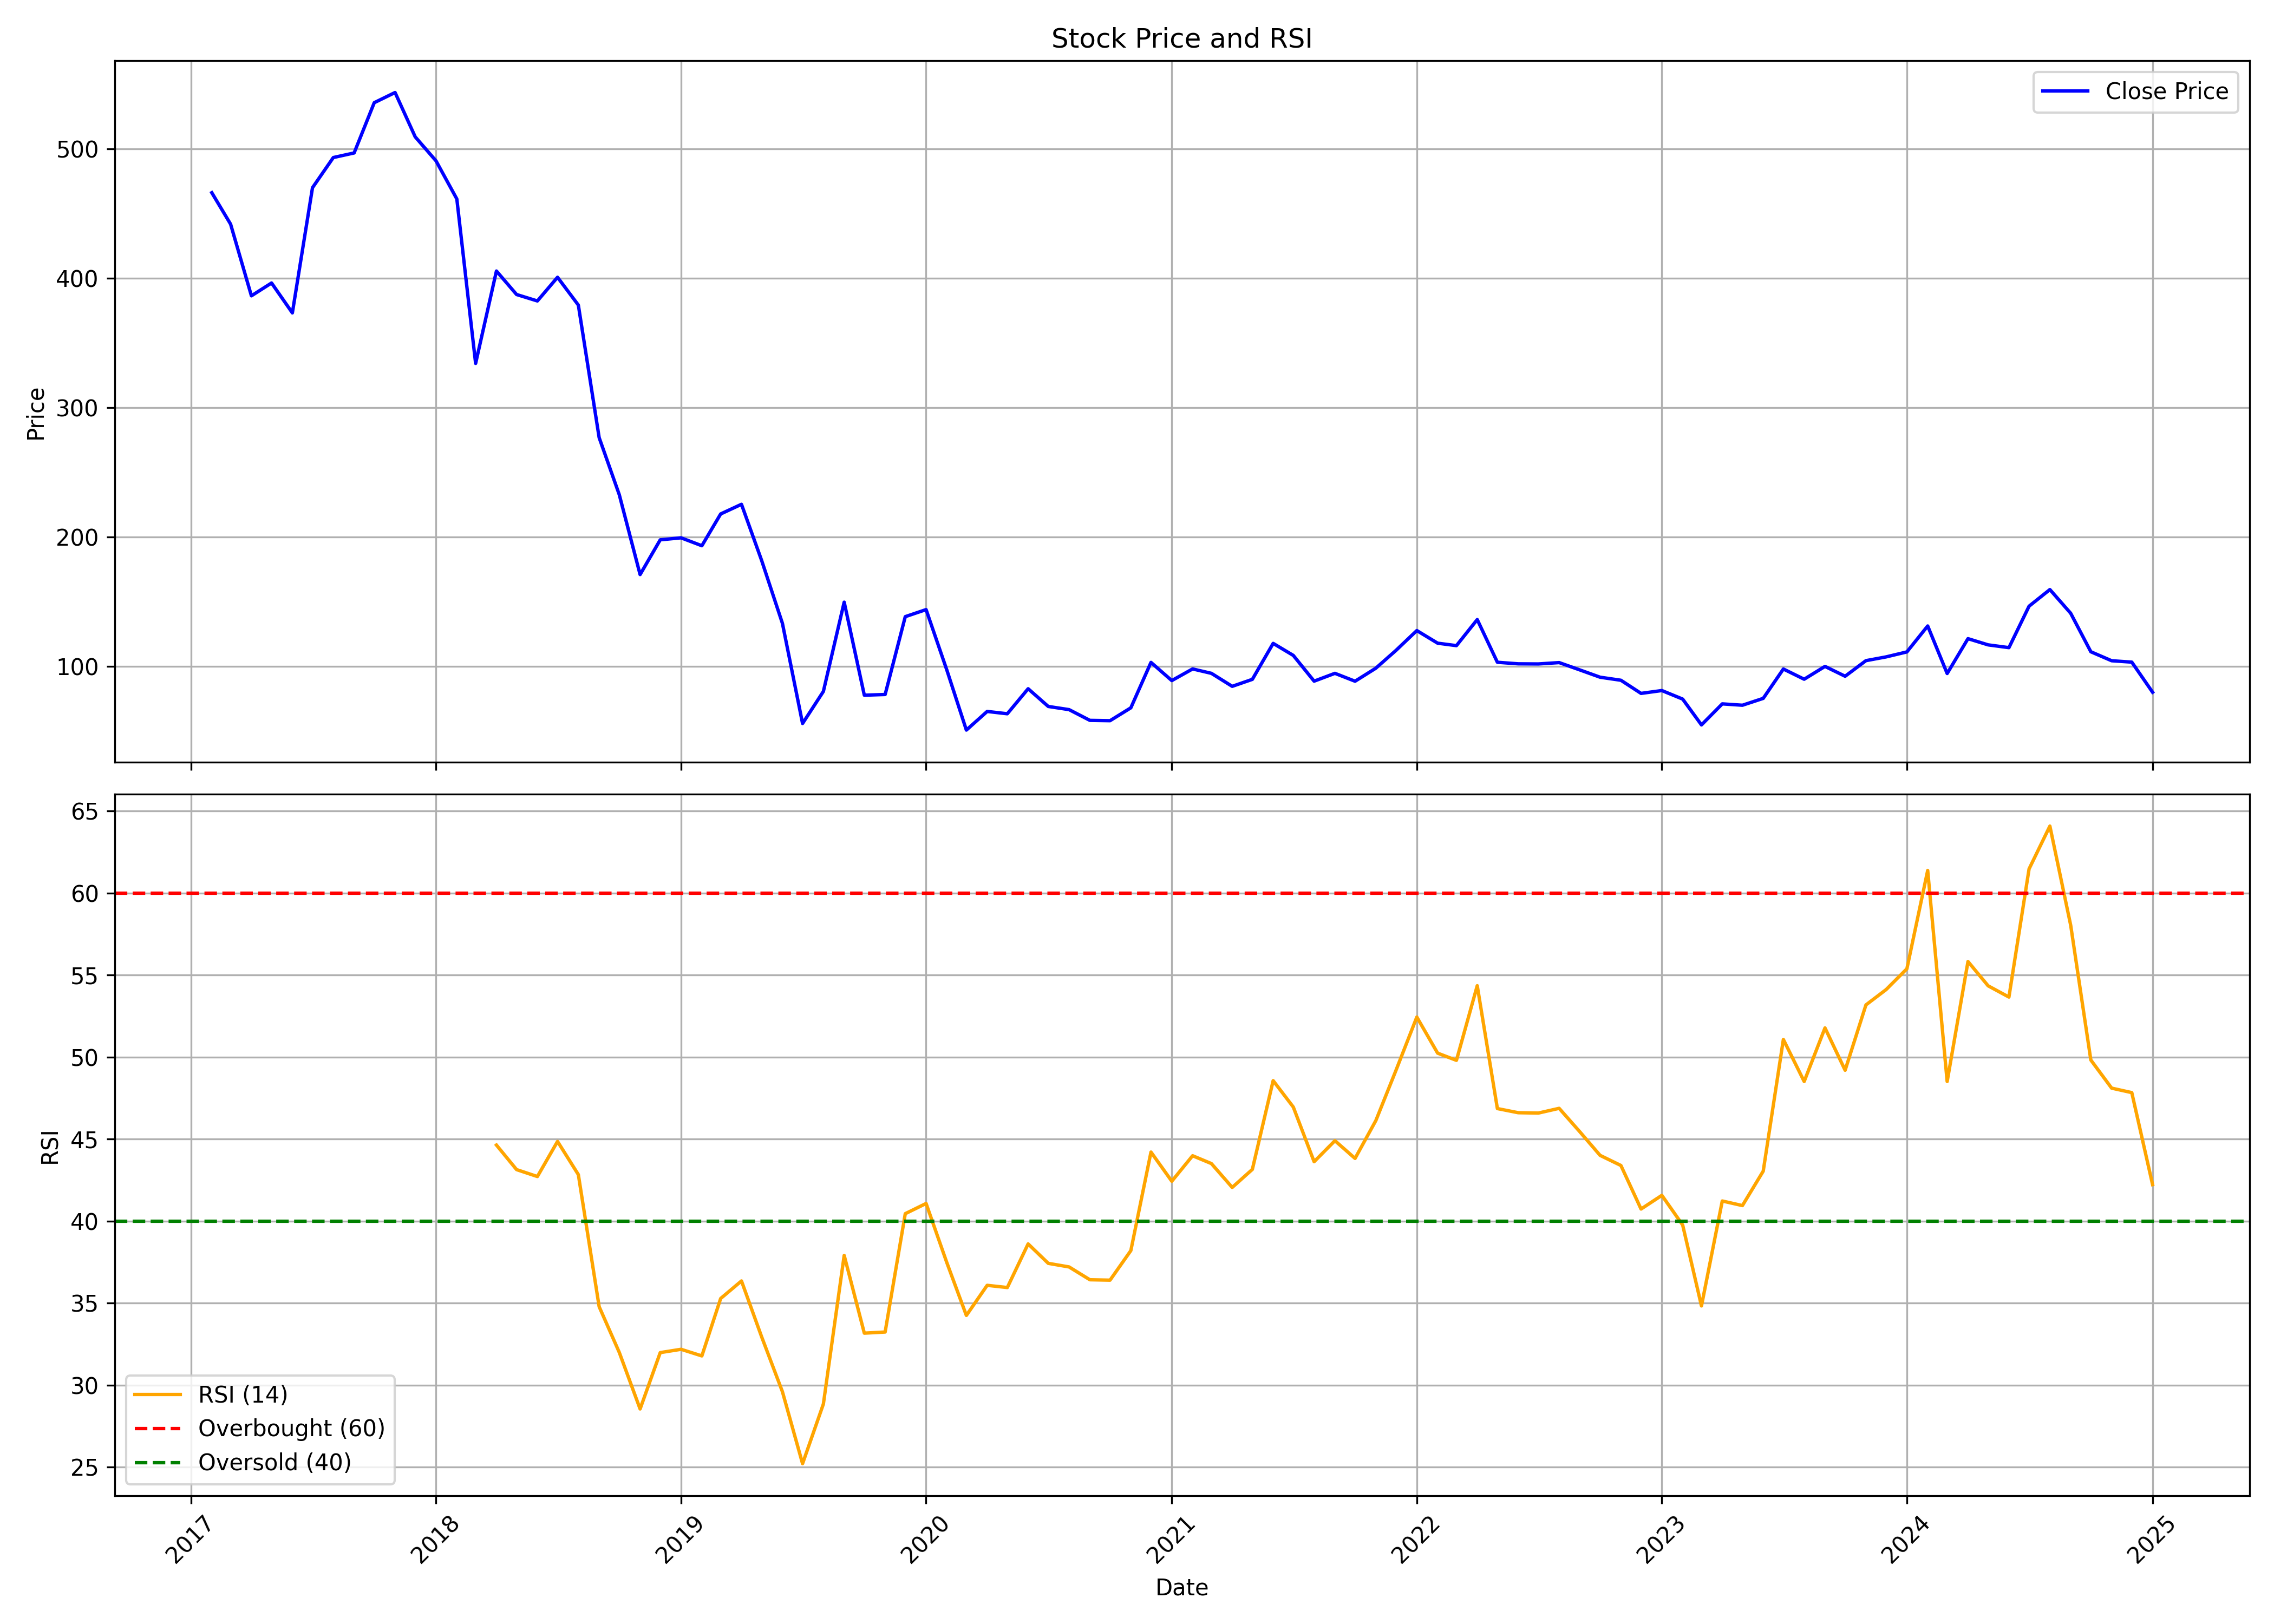 Stock Price and RSI
Close Price
Price
500
400
300
200
100
RSI
65
60
55
50
45
40
35
30
25
RSI (14)
Overbought (60)
Oversold (40)
2017
2018
2019
2020
2021
2022
2023
2024
2025
Date